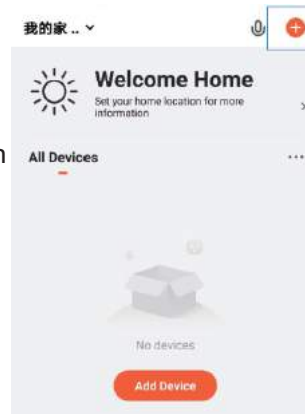 我的家 ..
Welcome Home
Set your home location for more
information
All Devices
No devices
Add Device